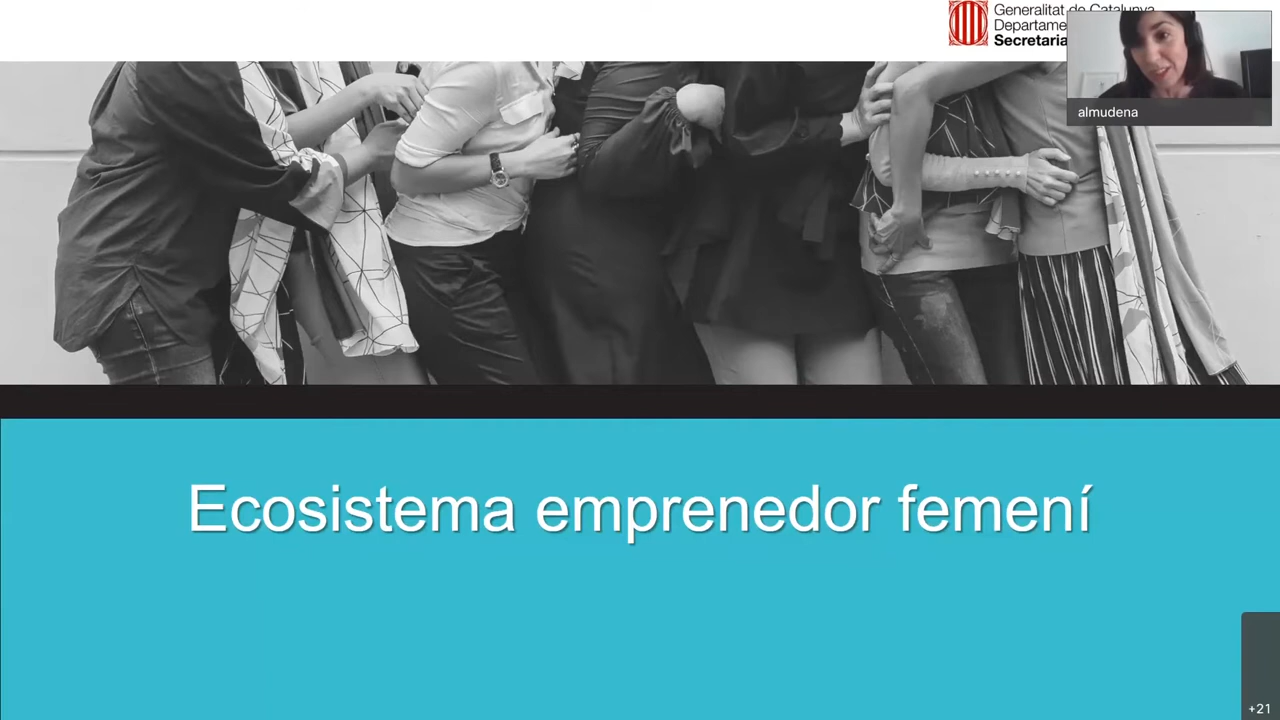 Generalitat de Catalunya
Departame
Secretaria
almudena
Ecosistema emprenedor femení
+21